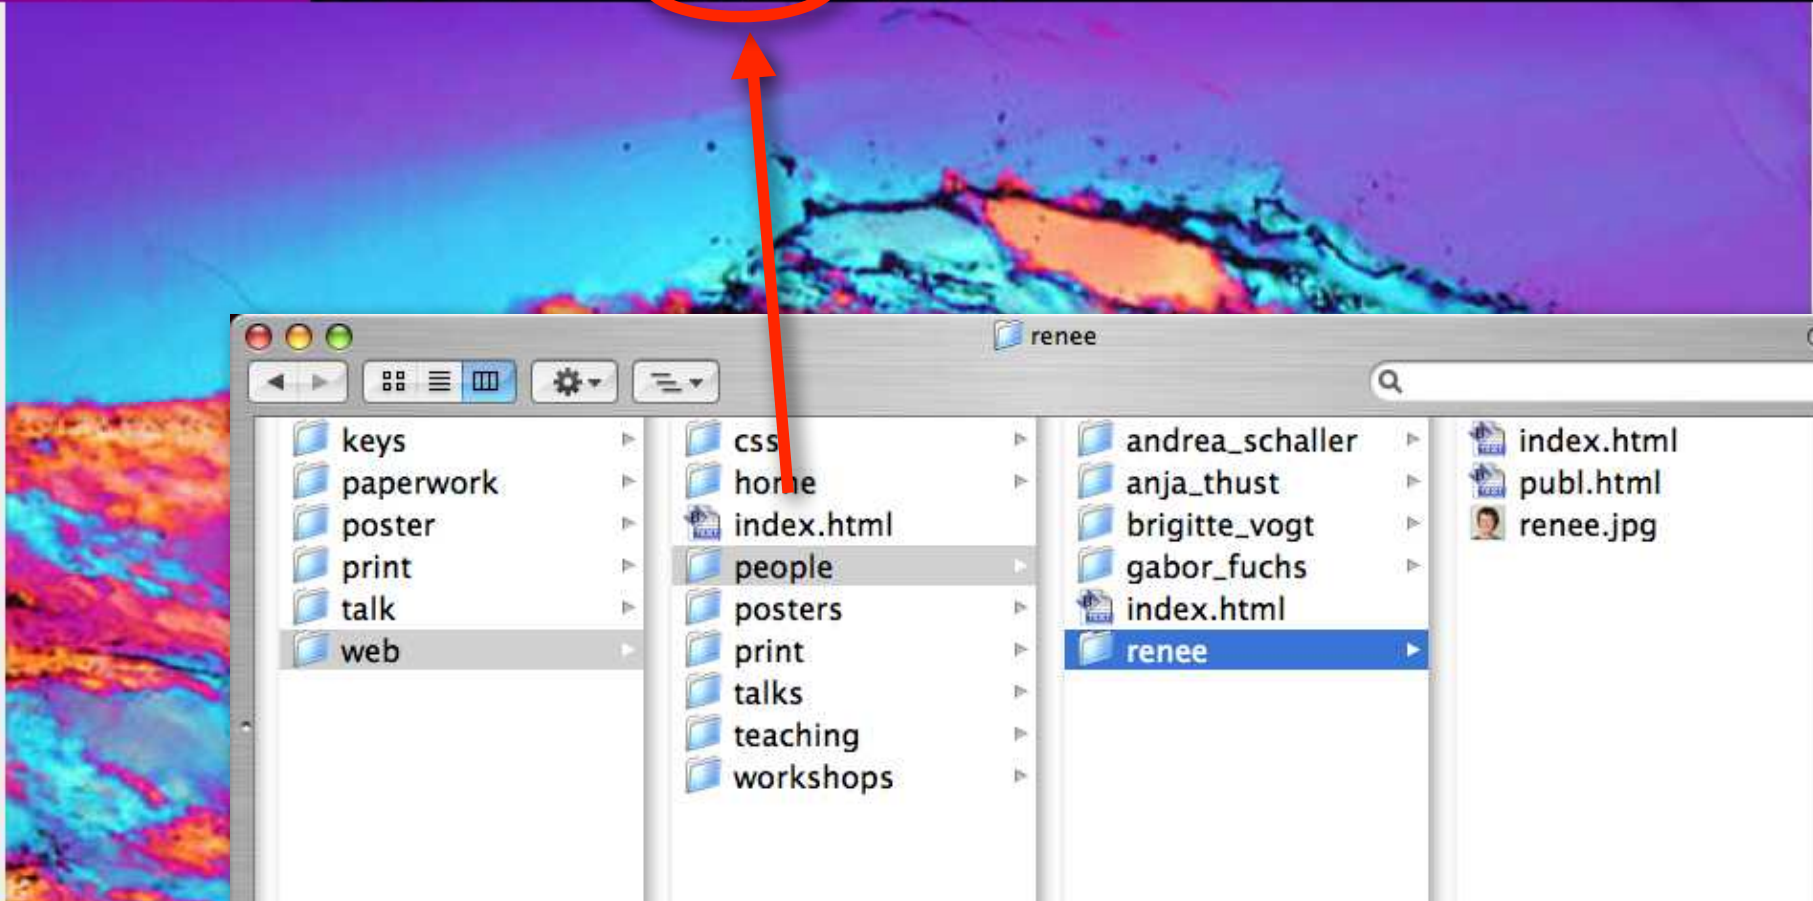 renee
keys
paperwork
poster
print
talk
web
css
home
index.html
people
posters
print
talks
teaching
workshops
andrea_schaller
anja_thust
brigitte_vogt
gabor_fuchs
index.html
renee
index.html
publ.html
renee.jpg